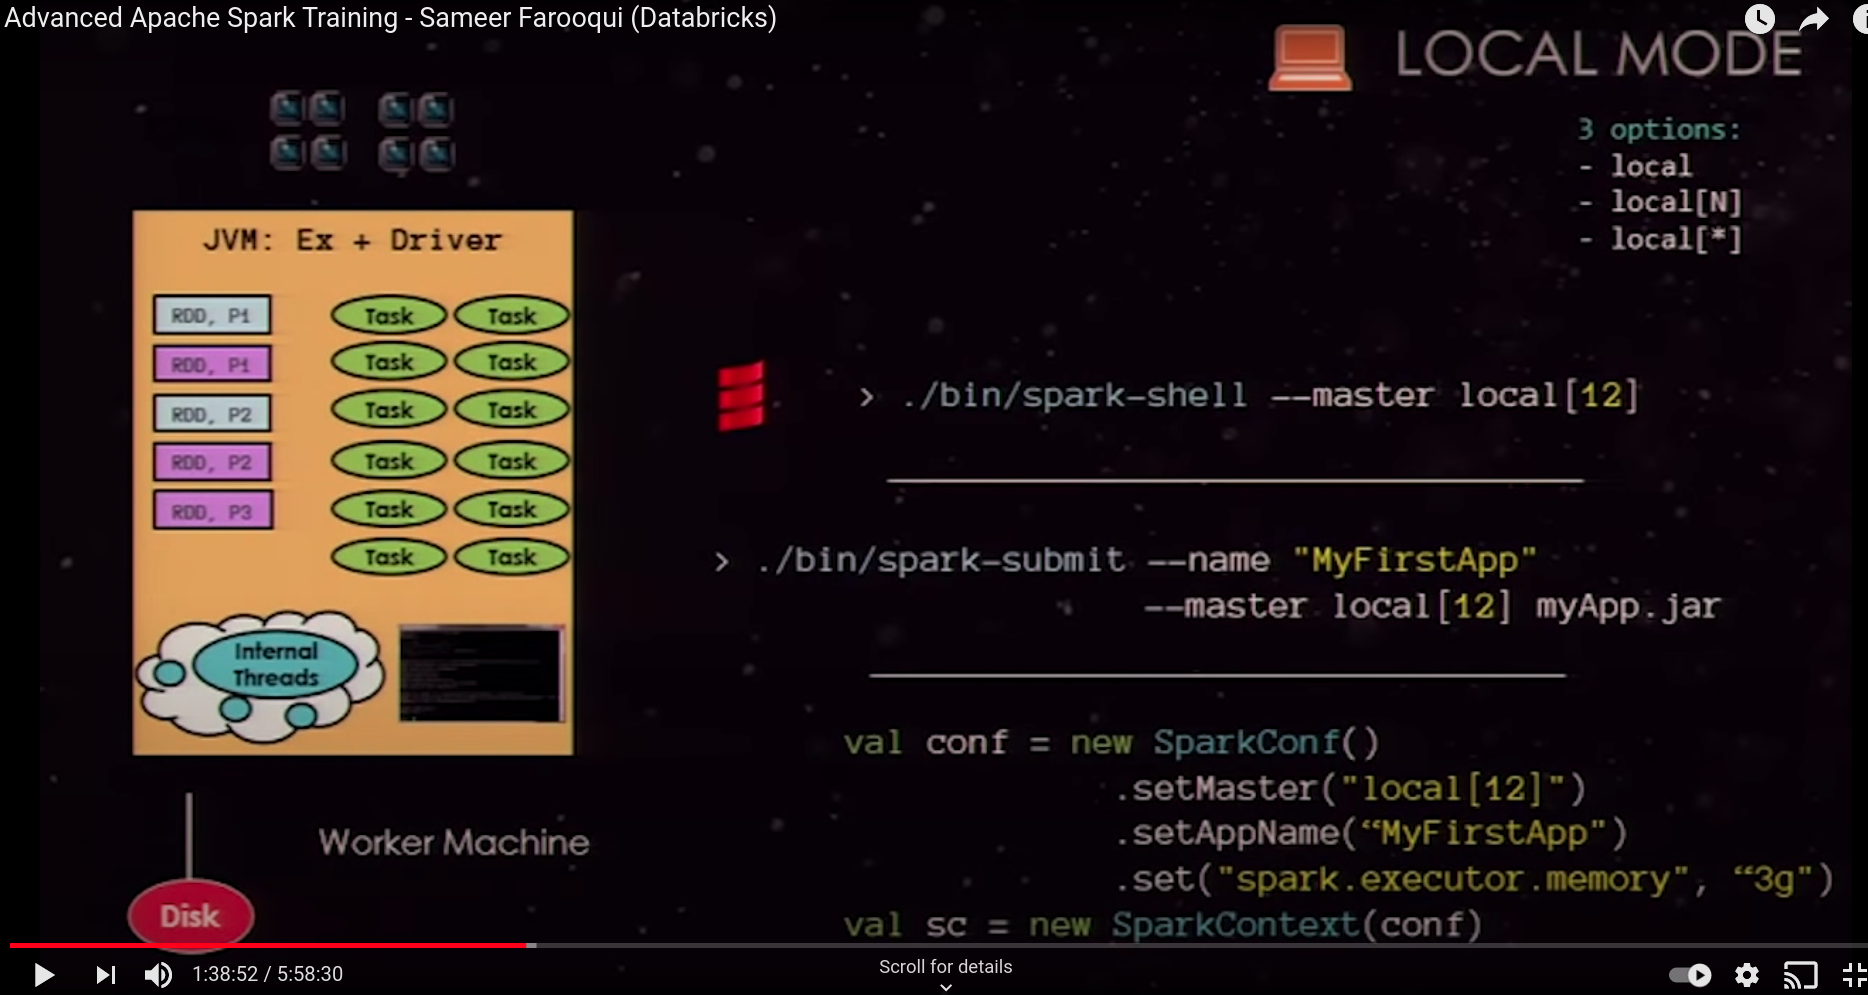 Advanced Apache Spark Training - Sameer Farooqui (Databricks)
LOCAL MODE
3 options:
- local
- local[N]
- local[*]
JVM: Ex + Driver
RDD, P1
RDD, P1
RDD, P2
RDD, P2
RDD, P3
Task Task
Task Task
Task Task
Task Task
Task Task
Task Task
Internal
Threads
Worker Machine
Disk
> ./bin/spark-shell --master local[12]
> ./bin/spark-submit --name "MyFirstApp"
--master local[12] myApp.jar
val conf = new SparkConf()
.setMaster("local[12]")
.setAppName(“MyFirstApp")
.set("spark.executor.memory", “3g")
val sc = new SparkContext(conf)
1:38:52 / 5:58:30
Scroll for details